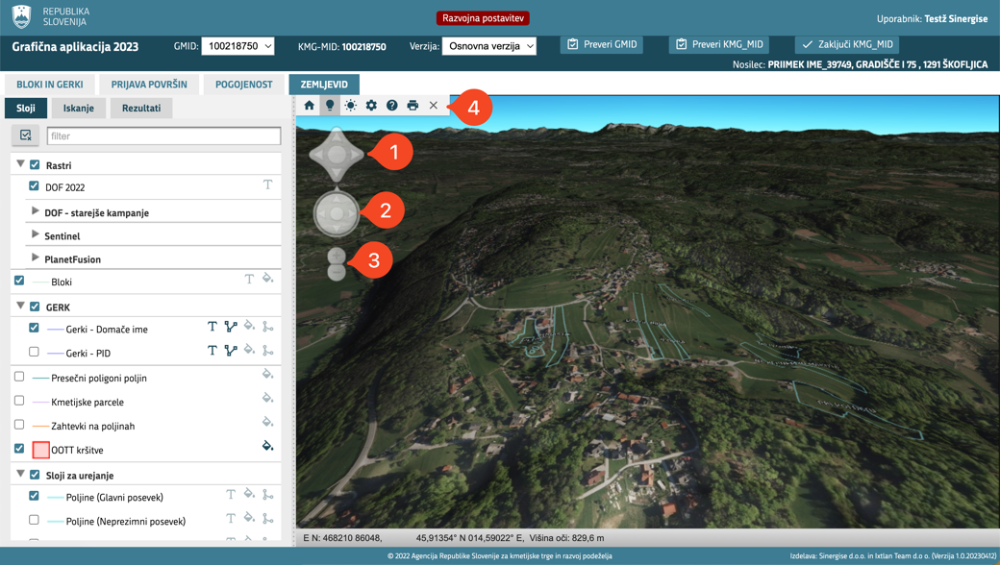 REPUBLIKA
SLOVENIJA
Razvojna postavitev
Uporabnik: Testž Sinergise
Grafična aplikacija 2023
GMID: 100218750
KMG-MID: 100218750
Verzija: Osnovna verzija
Preveri GMID
Preveri KMG_MID
Zaključi KMG_MID
Nosilec: PRIIMEK IME_39749, GRADIŠČE I 75 , 1291 ŠKOFLJICA
BLOKI IN GERKI
PRIJAVA POVRŠIN
POGOJENOST
ZEMLJEVID
Sloji
Iskanje
Rezultati
4
filter
1
Rastri
DOF 2022
T
2
DOF - starejše kampanje
Sentinel
3
PlanetFusion
Bloki
T
GERK
Gerki - Domače ime
T
Gerki - PID
T
Presečni poligoni poljin
Kmetijske parcele
Zahtevki na poljinah
OOTT kršitve
Sloji za urejanje
Poljine (Glavni posevek)
T
Poljine (Neprezimni posevek)
T
E N: 468210 86048, 45,91354° N 014,59022° E, Višina oči: 829,6 m
© 2022 Agencija Republike Slovenije za kmetijske trge in razvoj podeželja
Izdelava: Sinergise d.o.o. in Ixtlan Team d.o o. (Verzija 1.0.20230412)